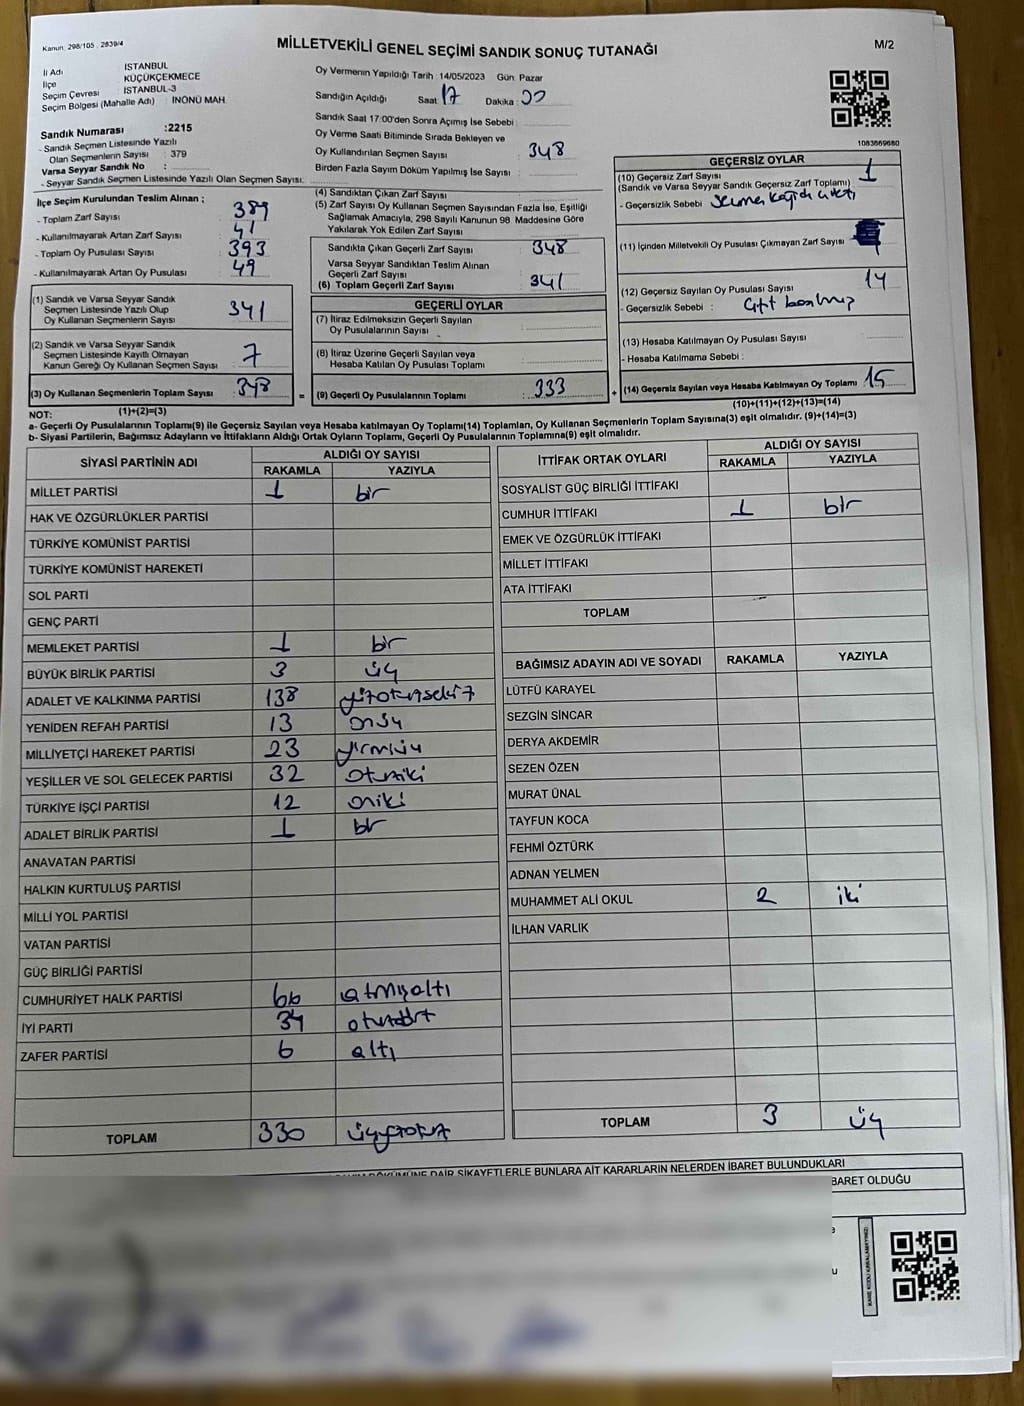 Kanun, 298/105 , 2839/4
MİLLETVEKİLİ GENEL SEÇİMİ SANDIK SONUÇ TUTANAĞI
M/2
İl Adı İSTANBUL
İlçe KÜÇÜKÇEKMECE
Seçim Çevresi : İSTANBUL-3
Seçim Bölgesi (Mahalle Adı) : İNÖNÜ MAH.
Oy Vermenin Yapıldığı Tarih : 14/05/2023 Gün: Pazar
Sandığın Açıldığı Saat 17 Dakika :
Sandık Saat 17:00'den Sonra Açımış İse Sebebi :
Oy Verme Saati Bitiminde Sırada Bekleyen ve
Oy Kullandırılan Seçmen Sayısı 348
Birden Fazla Sayım Döküm Yapılmış İse Sayısı :
Sandık Numarası :2215
- Sandık Seçmen Listesinde Yazılı
Olan Seçmenlerin Sayısı : 379
Varsa Seyyar Sandık No :
- Seyyar Sandık Seçmen Listesinde Yazılı Olan Seçmen Sayısı:
1083669680
İlçe Seçim Kurulundan Teslim Alınan ;
- Toplam Zarf Sayısı : 389
- Kullanılmayarak Artan Zarf Sayısı : 41
- Toplam Oy Pusulası Sayısı : 393
- Kullanılmayarak Artan Oy Pusulası : 49
(4) Sandıktan Çıkan Zarf Sayısı
(5) Zarf Sayısı Oy Kullanan Seçmen Sayısından Fazla İse, Eşitliği
Sağlamak Amacıyla, 298 Sayılı Kanunun 98. Maddesine Göre
Yakılarak Yok Edilen Zarf Sayısı
Sandıkta Çıkan Geçerli Zarf Sayısı : 348
Varsa Seyyar Sandıktan Teslim Alınan
Geçerli Zarf Sayısı
(6) Toplam Geçerli Zarf Sayısı : 341
GEÇERSİZ OYLAR
(10) Geçersiz Zarf Sayısı : 1
(Sandık ve Varsa Seyyar Sandık Geçersiz Zarf Toplamı)
- Geçersizlik Sebebi
(11) İçinden Milletvekili Oy Pusulası Çıkmayan Zarf Sayısı
(12) Geçersiz Sayılan Oy Pusulası Sayısı 14
- Geçersizlik Sebebi : Çift basılmış
(13) Hesaba Katılmayan Oy Pusulası Sayısı
- Hesaba Katılmama Sebebi :
(14) Geçersiz Sayılan veya Hesaba Katılmayan Oy Toplamı 15
(10)+(11)+(12)+(13)=(14)
(1) Sandık ve Varsa Seyyar Sandık
Seçmen Listesinde Yazılı Olup
Oy Kullanan Seçmenlerin Sayısı : 341
(2) Sandık ve Varsa Seyyar Sandık
Seçmen Listesinde Kayıtlı Olmayan
Kanun Gereği Oy Kullanan Seçmen Sayısı : 7
(3) Oy Kullanan Seçmenlerin Toplam Sayısı : 348
(1)+(2)=(3)
GEÇERLİ OYLAR
(7) İtiraz Edilmeksizin Geçerli Sayılan
Oy Pusulalarının Sayısı :
(8) İtiraz Üzerine Geçerli Sayılan veya
Hesaba Katılan Oy Pusulası Toplamı :
= (9) Geçerli Oy Pusulalarının Toplamı : 333 +
NOT:
a- Geçerli Oy Pusulalarının Toplamı(9) ile Geçersiz Sayılan veya Hesaba katılmayan Oy Toplamı(14) Toplamları, Oy Kullanan Seçmenlerin Toplam Sayısına(3) eşit olmalıdır. (9)+(14)=(3)
b- Siyasi Partilerin, Bağımsız Adayların ve İttifakların Aldığı Ortak Oyların Toplamı, Geçerli Oy Pusulalarının Toplamına(9) eşit olmalıdır.
SİYASİ PARTİNİN ADI ALDIĞI OY SAYISI
RAKAMLA YAZIYLA
MİLLET PARTİSİ 1 bir
HAK VE ÖZGÜRLÜKLER PARTİSİ
TÜRKİYE KOMÜNİST PARTİSİ
TÜRKİYE KOMÜNİST HAREKETİ
SOL PARTİ
GENÇ PARTİ
MEMLEKET PARTİSİ 1 bir
BÜYÜK BİRLİK PARTİSİ 3 üç
ADALET VE KALKINMA PARTİSİ 138 yüzotuzsekiz
YENİDEN REFAH PARTİSİ 13 onüç
MİLLİYETÇİ HAREKET PARTİSİ 23 yirmiüç
YEŞİLLER VE SOL GELECEK PARTİSİ 32 otuziki
TÜRKİYE İŞÇİ PARTİSİ 12 oniki
ADALET BİRLİK PARTİSİ 1 bir
ANAVATAN PARTİSİ
HALKIN KURTULUŞ PARTİSİ
MİLLİ YOL PARTİSİ
VATAN PARTİSİ
GÜÇ BİRLİĞİ PARTİSİ
CUMHURİYET HALK PARTİSİ 66 atmışaltı
İYİ PARTİ 34 otuzdört
ZAFER PARTİSİ 6 altı
TOPLAM 330 üçyüzotuz
İTTİFAK ORTAK OYLARI ALDIĞI OY SAYISI
RAKAMLA YAZIYLA
SOSYALİST GÜÇ BİRLİĞİ İTTİFAKI
CUMHUR İTTİFAKI 1 bir
EMEK VE ÖZGÜRLÜK İTTİFAKI
MİLLET İTTİFAKI
ATA İTTİFAKI
TOPLAM
BAĞIMSIZ ADAYIN ADI VE SOYADI RAKAMLA YAZIYLA
LÜTFÜ KARAYEL
SEZGİN SİNCAR
DERYA AKDEMİR
SEZEN ÖZEN
MURAT ÜNAL
TAYFUN KOCA
FEHMİ ÖZTÜRK
ADNAN YELMEN
MUHAMMET ALİ OKUL 2 iki
İLHAN VARLIK
TOPLAM 3 üç
DÖKÜMÜNE DAİR ŞİKAYETLERLE BUNLARA AİT KARARLARIN NELERDEN İBARET BULUNDUKLARI
BARET OLDUĞU